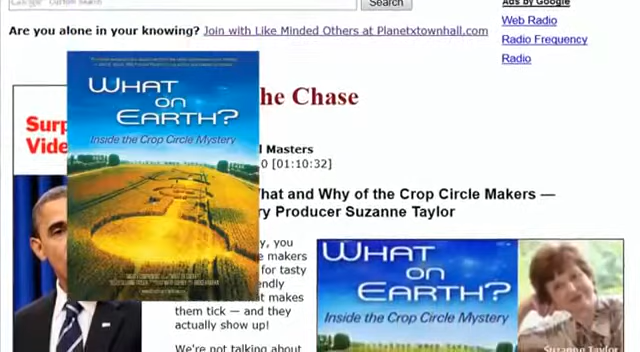 Search
Ads by Google
Are you alone in your knowing? Join with Like Minded Others at Planetxtownhall.com
Web Radio
Radio Frequency
Radio
WHAT
ON
EARTH?
Inside the Crop Circle Mystery
he Chase
Surp
Vide
Masters
0 [01:10:32]
hat and Why of the Crop Circle Makers —
ry Producer Suzanne Taylor
y, you
e makers
for tasty
endly
t makes
them tick — and they
actually show up!
We're not talking about
WHAT
ON
EARTH?
Inside the Crop Circle Mystery
Suzanne Taylor